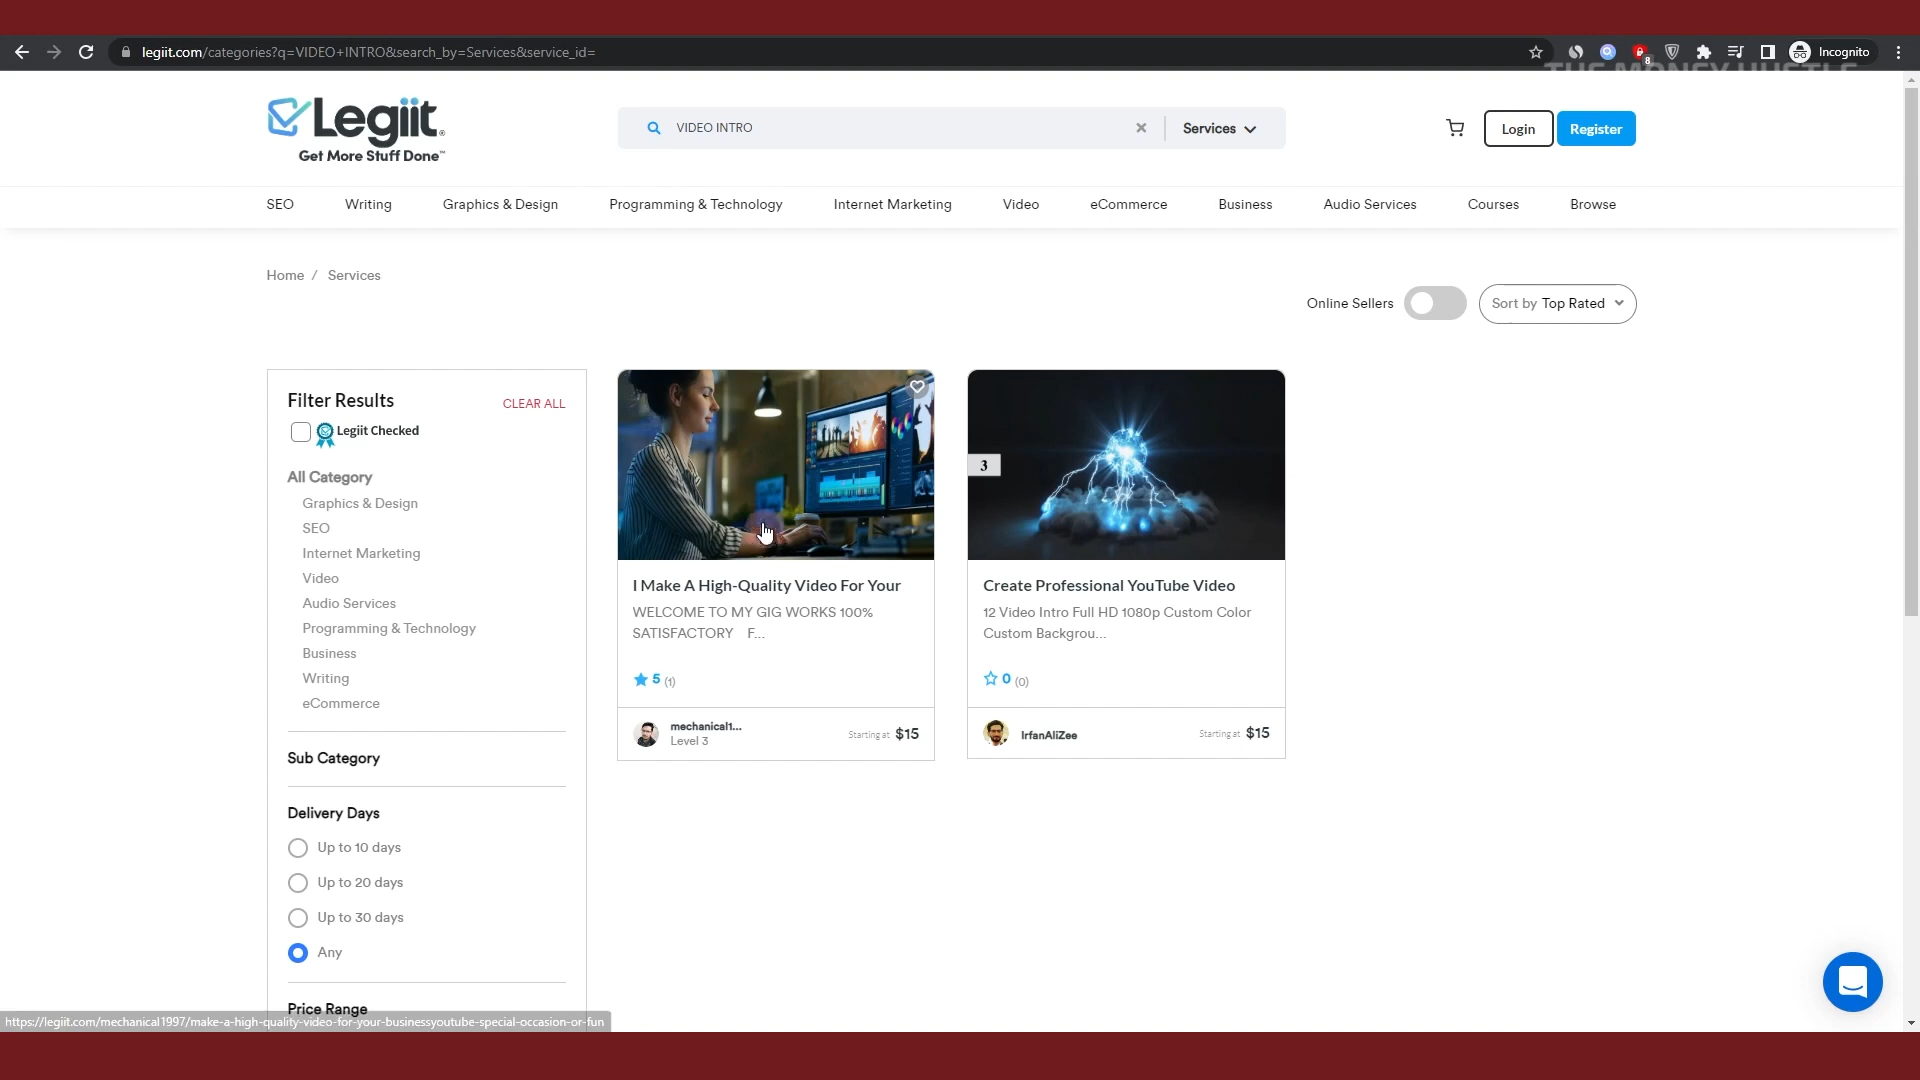 legiit.com/categories?q=VIDEO+INTRO&search_by=Services&service_id=
8
Incognito
THE MONEY HUSTLE
Legiit®
Get More Stuff Done™
VIDEO INTRO
Services
Login
Register
SEO
Writing
Graphics & Design
Programming & Technology
Internet Marketing
Video
eCommerce
Business
Audio Services
Courses
Browse
Home / Services
Online Sellers
Sort by Top Rated
Filter Results
CLEAR ALL
Legiit Checked
All Category
Graphics & Design
SEO
Internet Marketing
Video
Audio Services
Programming & Technology
Business
Writing
eCommerce
Sub Category
Delivery Days
Up to 10 days
Up to 20 days
Up to 30 days
Any
Price Range
I Make A High-Quality Video For Your
WELCOME TO MY GIG WORKS 100%
SATISFACTORY F...
5 (1)
mechanical1...
Level 3
Starting at $15
3
Create Professional YouTube Video
12 Video Intro Full HD 1080p Custom Color
Custom Backgrou...
0 (0)
IrfanAliZee
Starting at $15
https://legiit.com/mechanical1997/make-a-high-quality-video-for-your-businessyoutube-special-occasion-or-fun